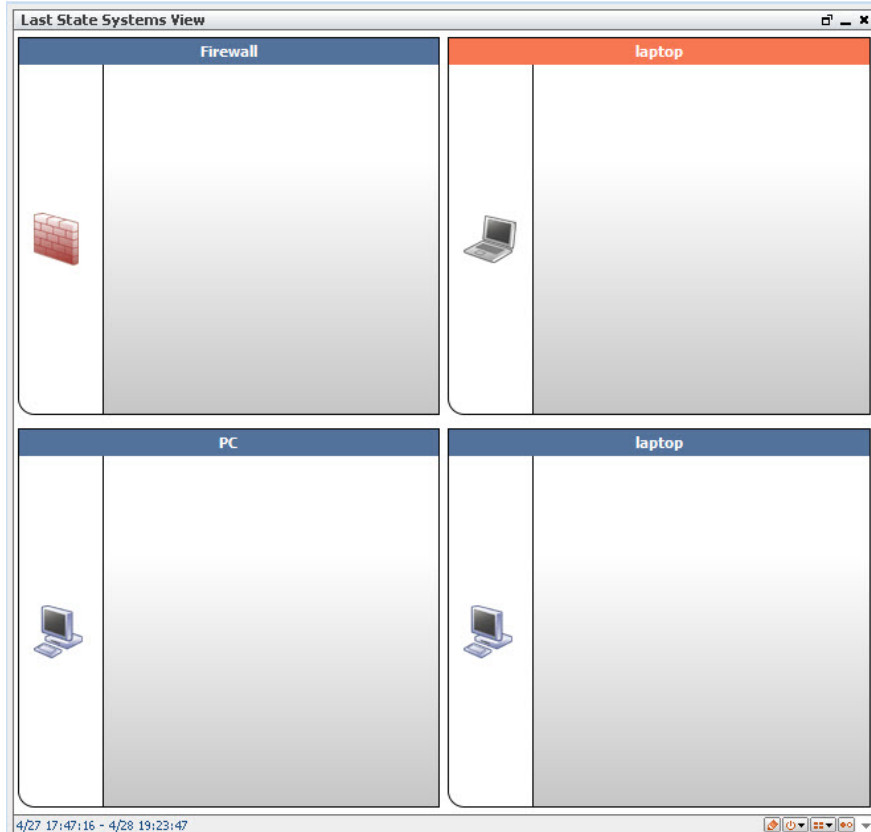 Last State Systems View
Firewall
laptop
PC
laptop
4/27 17:47:16 - 4/28 19:23:47